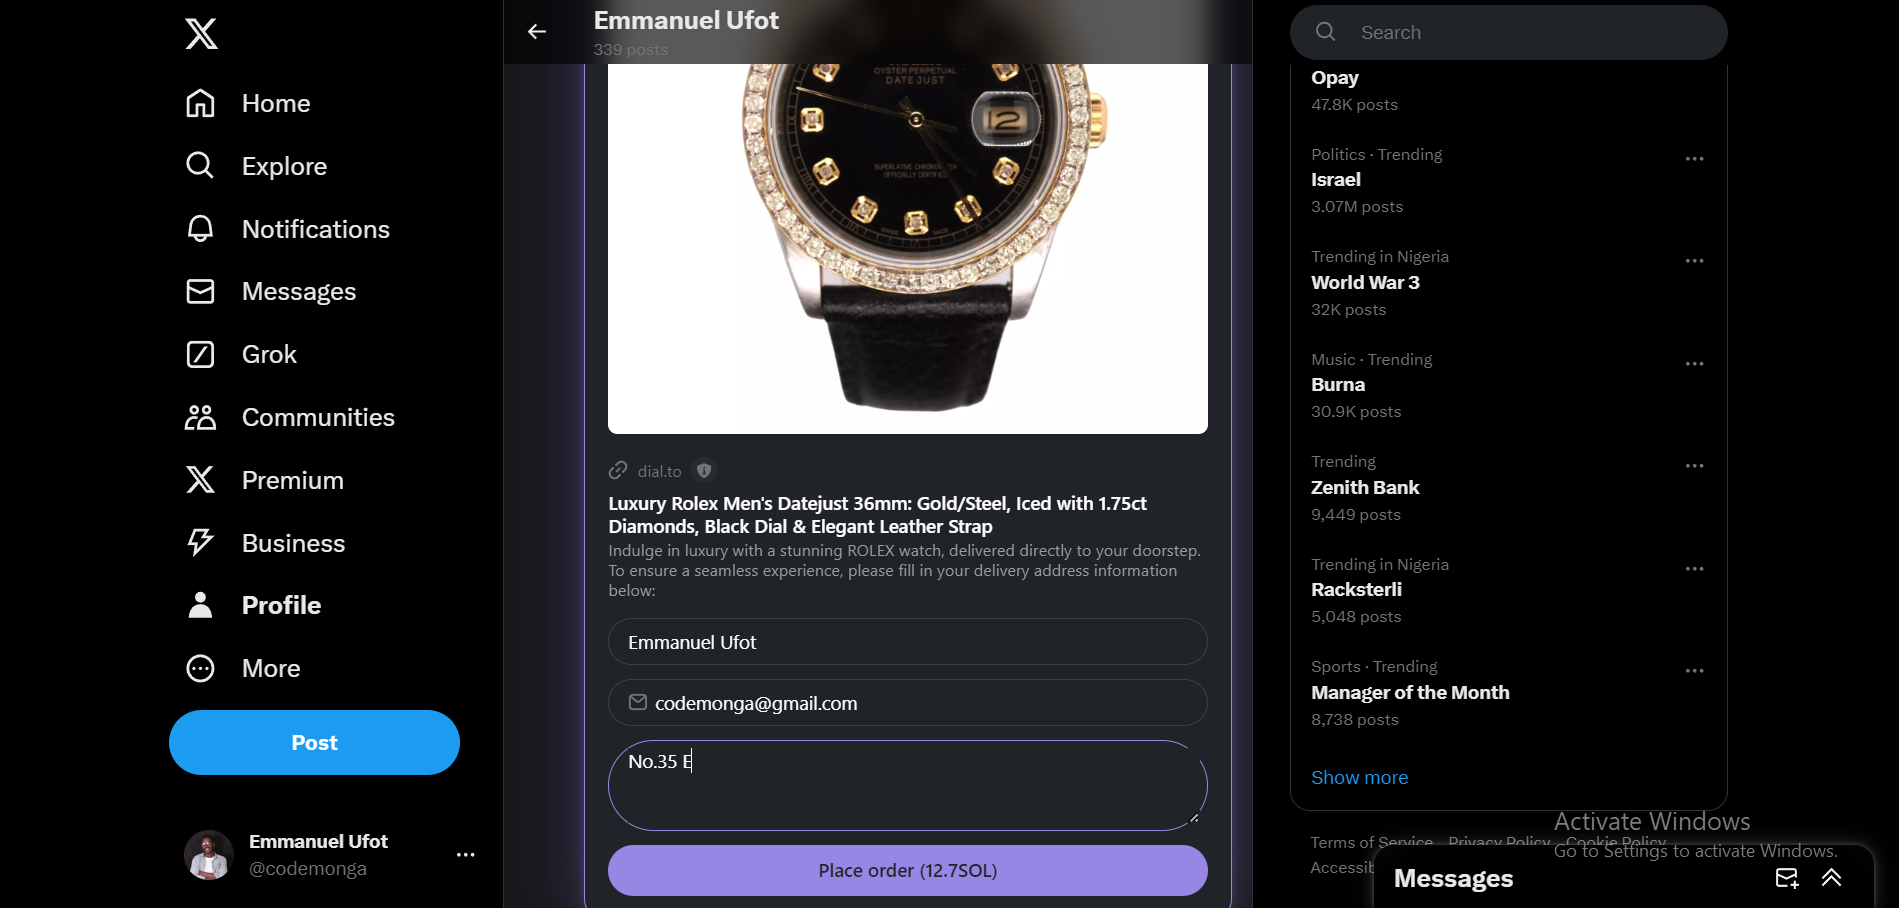 Home
Explore
Notifications
Messages
Grok
Communities
Premium
Business
Profile
More
Post
Emmanuel Ufot
@codemonga
Emmanuel Ufot
339 posts
OYSTER PERPETUAL
DATEJUST
12
SUPERLATIVE CHRONOMETER
OFFICIALLY CERTIFIED
SWISS MADE
dial.to
Luxury Rolex Men's Datejust 36mm: Gold/Steel, Iced with 1.75ct
Diamonds, Black Dial & Elegant Leather Strap
Indulge in luxury with a stunning ROLEX watch, delivered directly to your doorstep.
To ensure a seamless experience, please fill in your delivery address information
below:
Emmanuel Ufot
codemonga@gmail.com
No.35 E
Place order (12.7SOL)
Search
Opay
47.8K posts
Politics · Trending
Israel
3.07M posts
Trending in Nigeria
World War 3
32K posts
Music · Trending
Burna
30.9K posts
Trending
Zenith Bank
9,449 posts
Trending in Nigeria
Racksterli
5,048 posts
Sports · Trending
Manager of the Month
8,738 posts
Show more
Terms of Service Privacy Policy Cookie Policy
Activate Windows
Go to Settings to activate Windows.
Messages